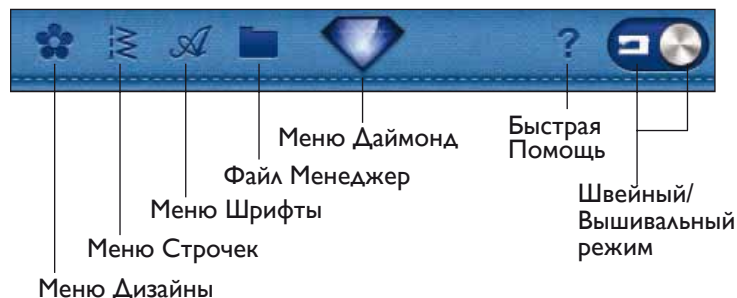 ?
Меню Даймонд
Файл Менеджер
Меню Шрифты
Меню Строчек
Меню Дизайны
Быстрая
Помощь
Швейный/
Вышивальный
режим